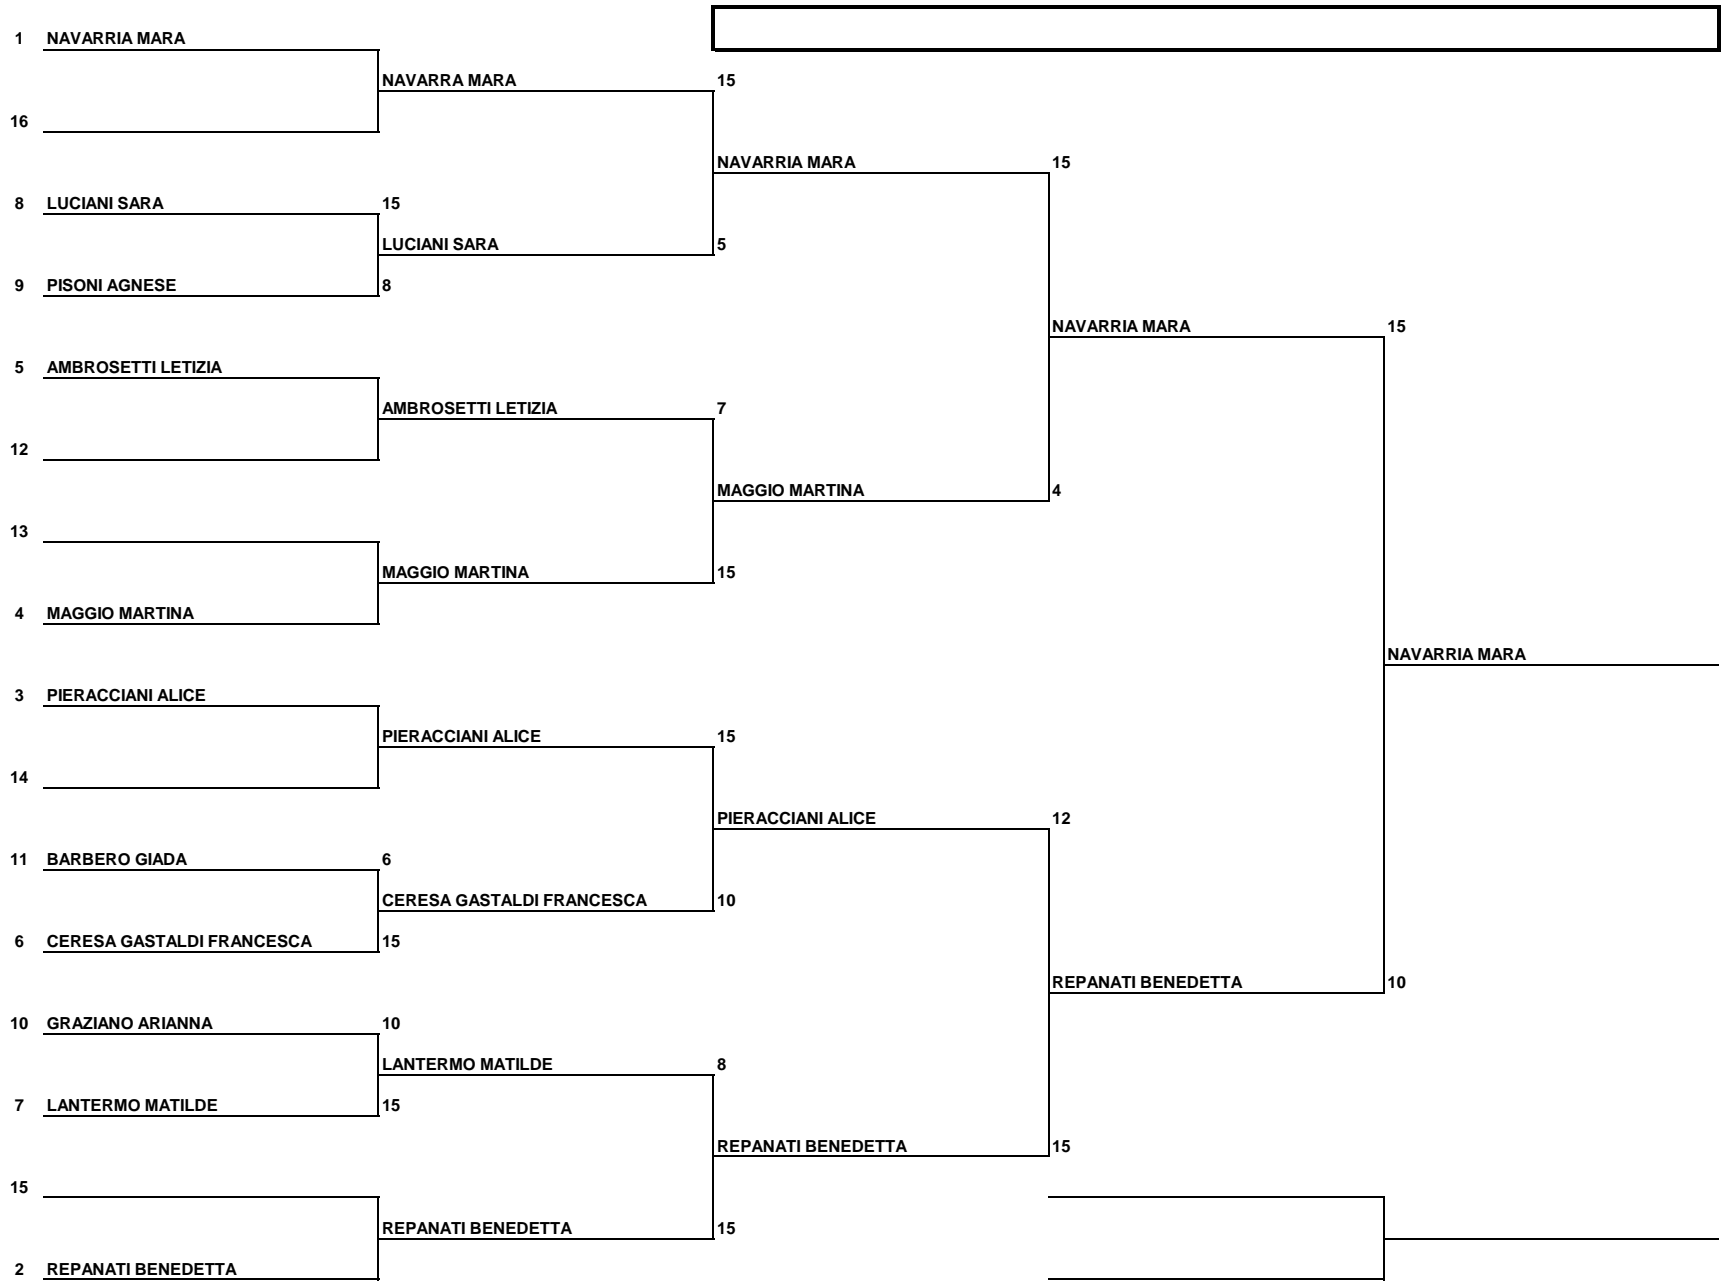 1 NAVARRIA MARA
NAVARRA MARA 15
16
NAVARRIA MARA 15
8 LUCIANI SARA 15
LUCIANI SARA 5
9 PISONI AGNESE 8
NAVARRIA MARA 15
5 AMBROSETTI LETIZIA
AMBROSETTI LETIZIA 7
12
MAGGIO MARTINA 4
13
MAGGIO MARTINA 15
4 MAGGIO MARTINA
NAVARRIA MARA
3 PIERACCIANI ALICE
PIERACCIANI ALICE 15
14
PIERACCIANI ALICE 12
11 BARBERO GIADA 6
CERESA GASTALDI FRANCESCA 10
6 CERESA GASTALDI FRANCESCA 15
REPANATI BENEDETTA 10
10 GRAZIANO ARIANNA 10
LANTERMO MATILDE 8
7 LANTERMO MATILDE 15
REPANATI BENEDETTA 15
15
REPANATI BENEDETTA 15
2 REPANATI BENEDETTA